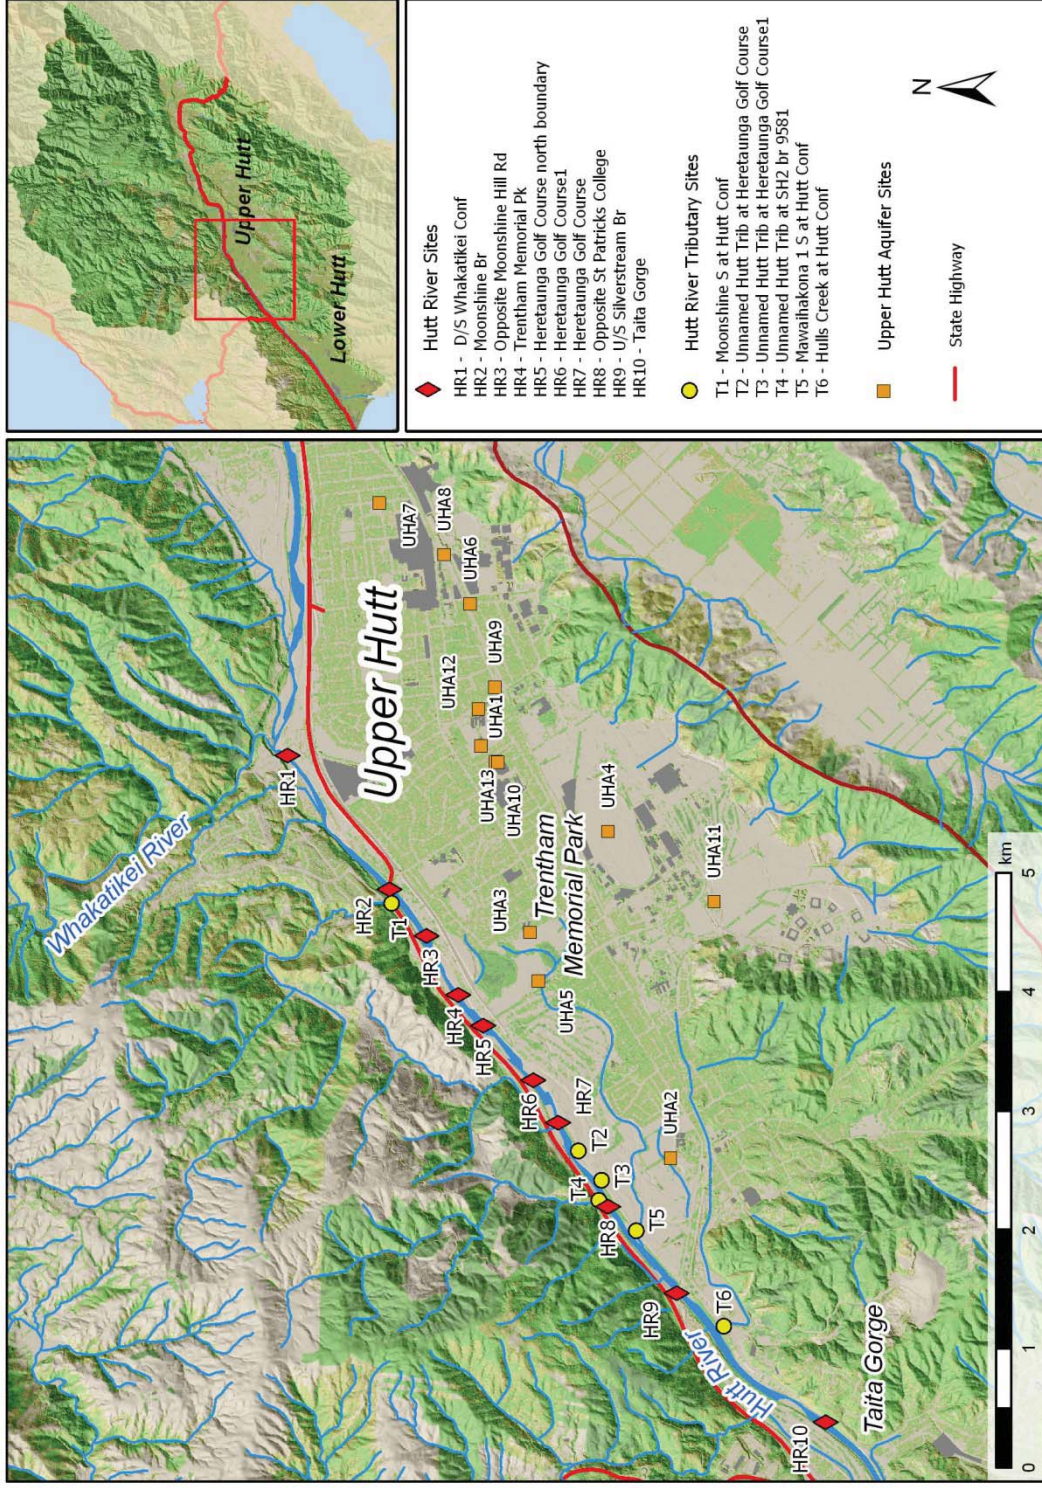 Upper Hutt
Lower Hutt
Hutt River Sites
HR1 - D/S Whakatikei Conf
HR2 - Moonshine Br
HR3 - Opposite Moonshine Hill Rd
HR4 - Trentham Memorial Pk
HR5 - Heretaunga Golf Course north boundary
HR6 - Heretaunga Golf Course1
HR7 - Heretaunga Golf Course
HR8 - Opposite St Patricks College
HR9 - U/S Silverstream Br
HR10 - Taita Gorge
Hutt River Tributary Sites
T1 - Moonshine S at Hutt Conf
T2 - Unnamed Hutt Trib at Heretaunga Golf Course
T3 - Unnamed Hutt Trib at Heretaunga Golf Course1
T4 - Unnamed Hutt Trib at SH2 br 9581
T5 - Mawaihakona 1 S at Hutt Conf
T6 - Hulls Creek at Hutt Conf
Upper Hutt Aquifer Sites
State Highway
N
Whakatikei River
HR1
Upper Hutt
UHA7
UHA8
UHA6
UHA12
UHA9
UHA1
UHA13
UHA10
UHA4
UHA11
HR2
T1
HR3
UHA3
Trentham
Memorial Park
HR4
HR5
UHA5
HR6
HR7
T2
T3
T4
HR8
T5
UHA2
HR9
T6
Hutt River
HR10
Taita Gorge
0
1
2
3
4
5
km